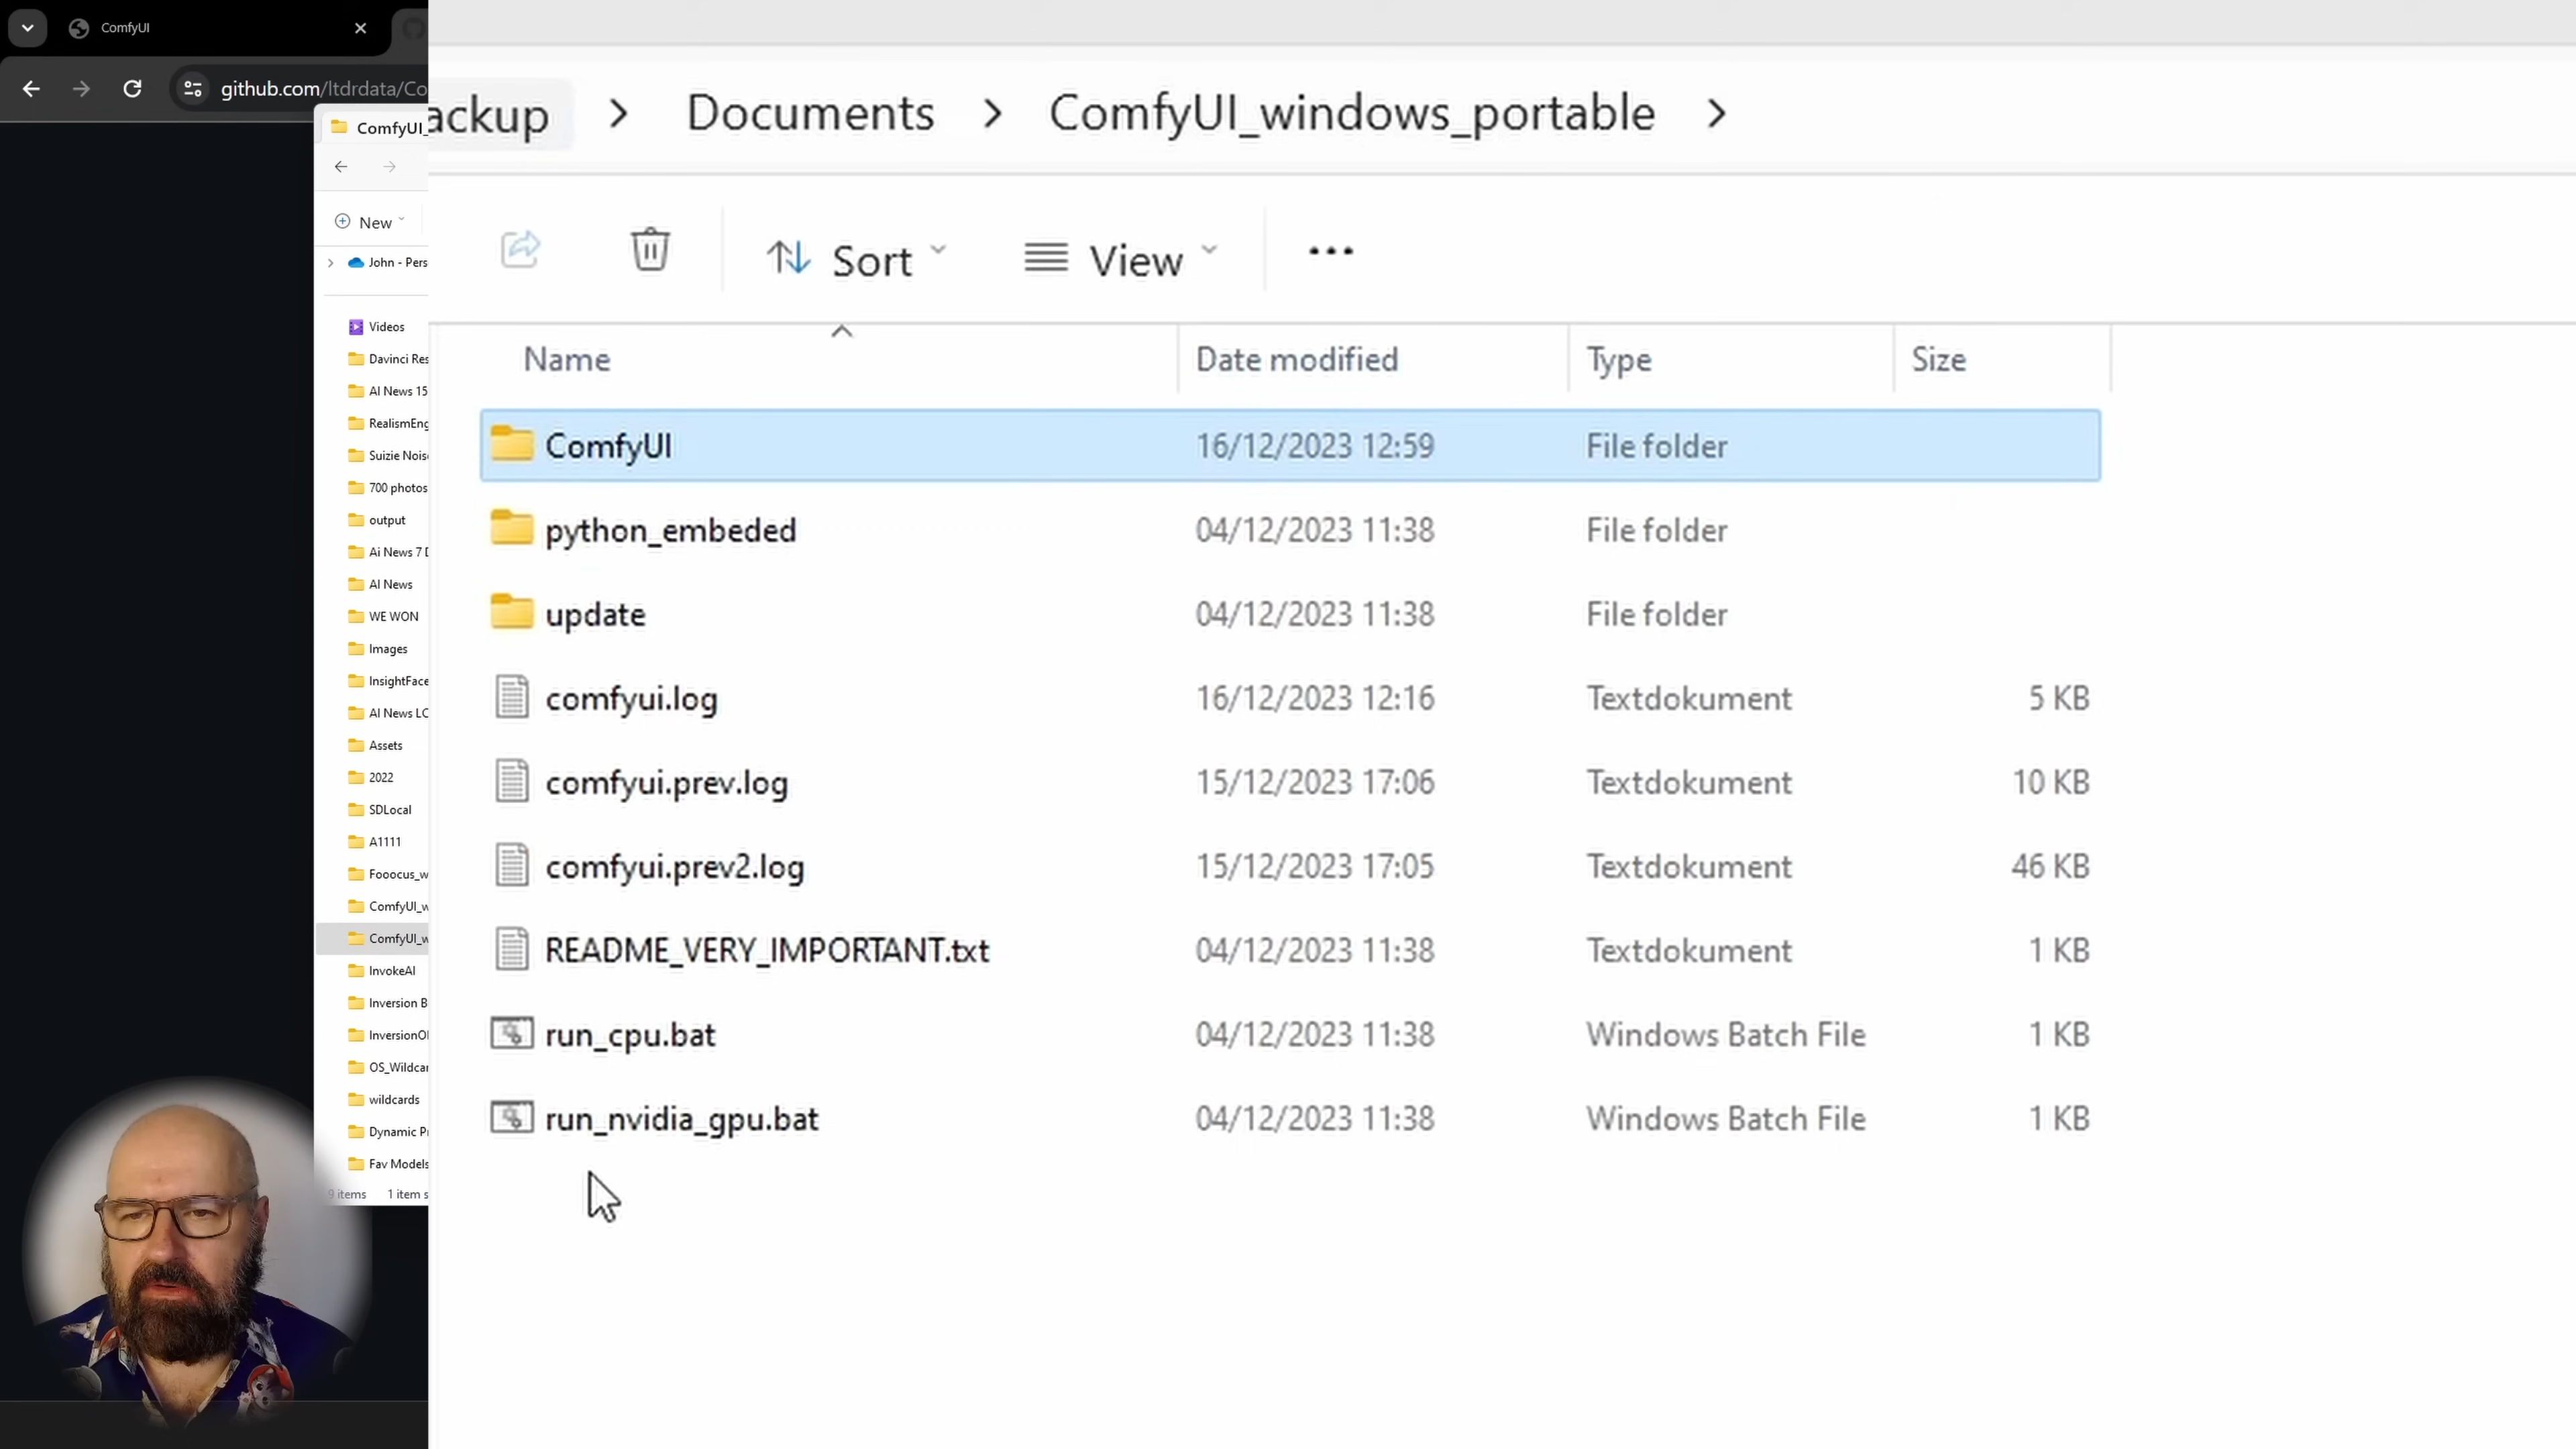 ComfyUI
github.com/ltdrdata/Co
ComfyUI_
New
John - Pers
Videos
Davinci Res
AI News 15
RealismEng
Suizie Nois
700 photos
output
Ai News 7 D
AI News
WE WON
Images
InsightFace
AI News LC
Assets
2022
SDLocal
A1111
Fooocus_w
ComfyUI_w
ComfyUI_w
InvokeAI
Inversion B
InversionOI
OS_Wildcar
wildcards
Dynamic Pr
Fav Models
9 items 1 item s
ackup > Documents > ComfyUI_windows_portable >
Sort View ...
Name Date modified Type Size
ComfyUI 16/12/2023 12:59 File folder
python_embeded 04/12/2023 11:38 File folder
update 04/12/2023 11:38 File folder
comfyui.log 16/12/2023 12:16 Textdokument 5 KB
comfyui.prev.log 15/12/2023 17:06 Textdokument 10 KB
comfyui.prev2.log 15/12/2023 17:05 Textdokument 46 KB
README_VERY_IMPORTANT.txt 04/12/2023 11:38 Textdokument 1 KB
run_cpu.bat 04/12/2023 11:38 Windows Batch File 1 KB
run_nvidia_gpu.bat 04/12/2023 11:38 Windows Batch File 1 KB